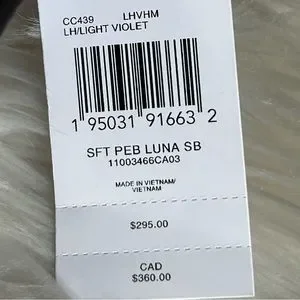 CC439 LHVHM
LH/LIGHT VIOLET
1 95031 91663 2
SFT PEB LUNA SB
11003466CA03
MADE IN VIETNAM/
VIETNAM
$295.00
CAD
$360.00